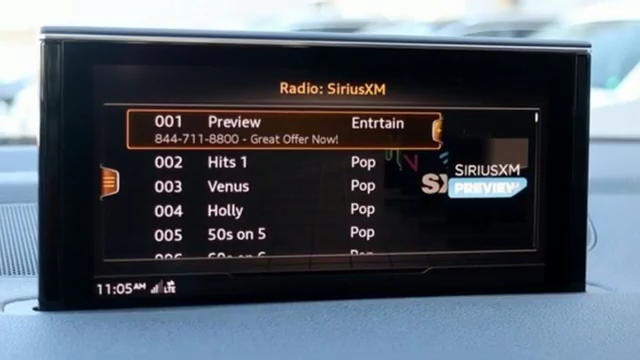 Radio: SiriusXM
001 Preview Entrtain
844-711-8800 - Great Offer Now!
002 Hits 1 Pop
003 Venus Pop
004 Holly Pop
005 50s on 5 Pop
SIRIUSXM
PREVIEW
11:05AM LTE